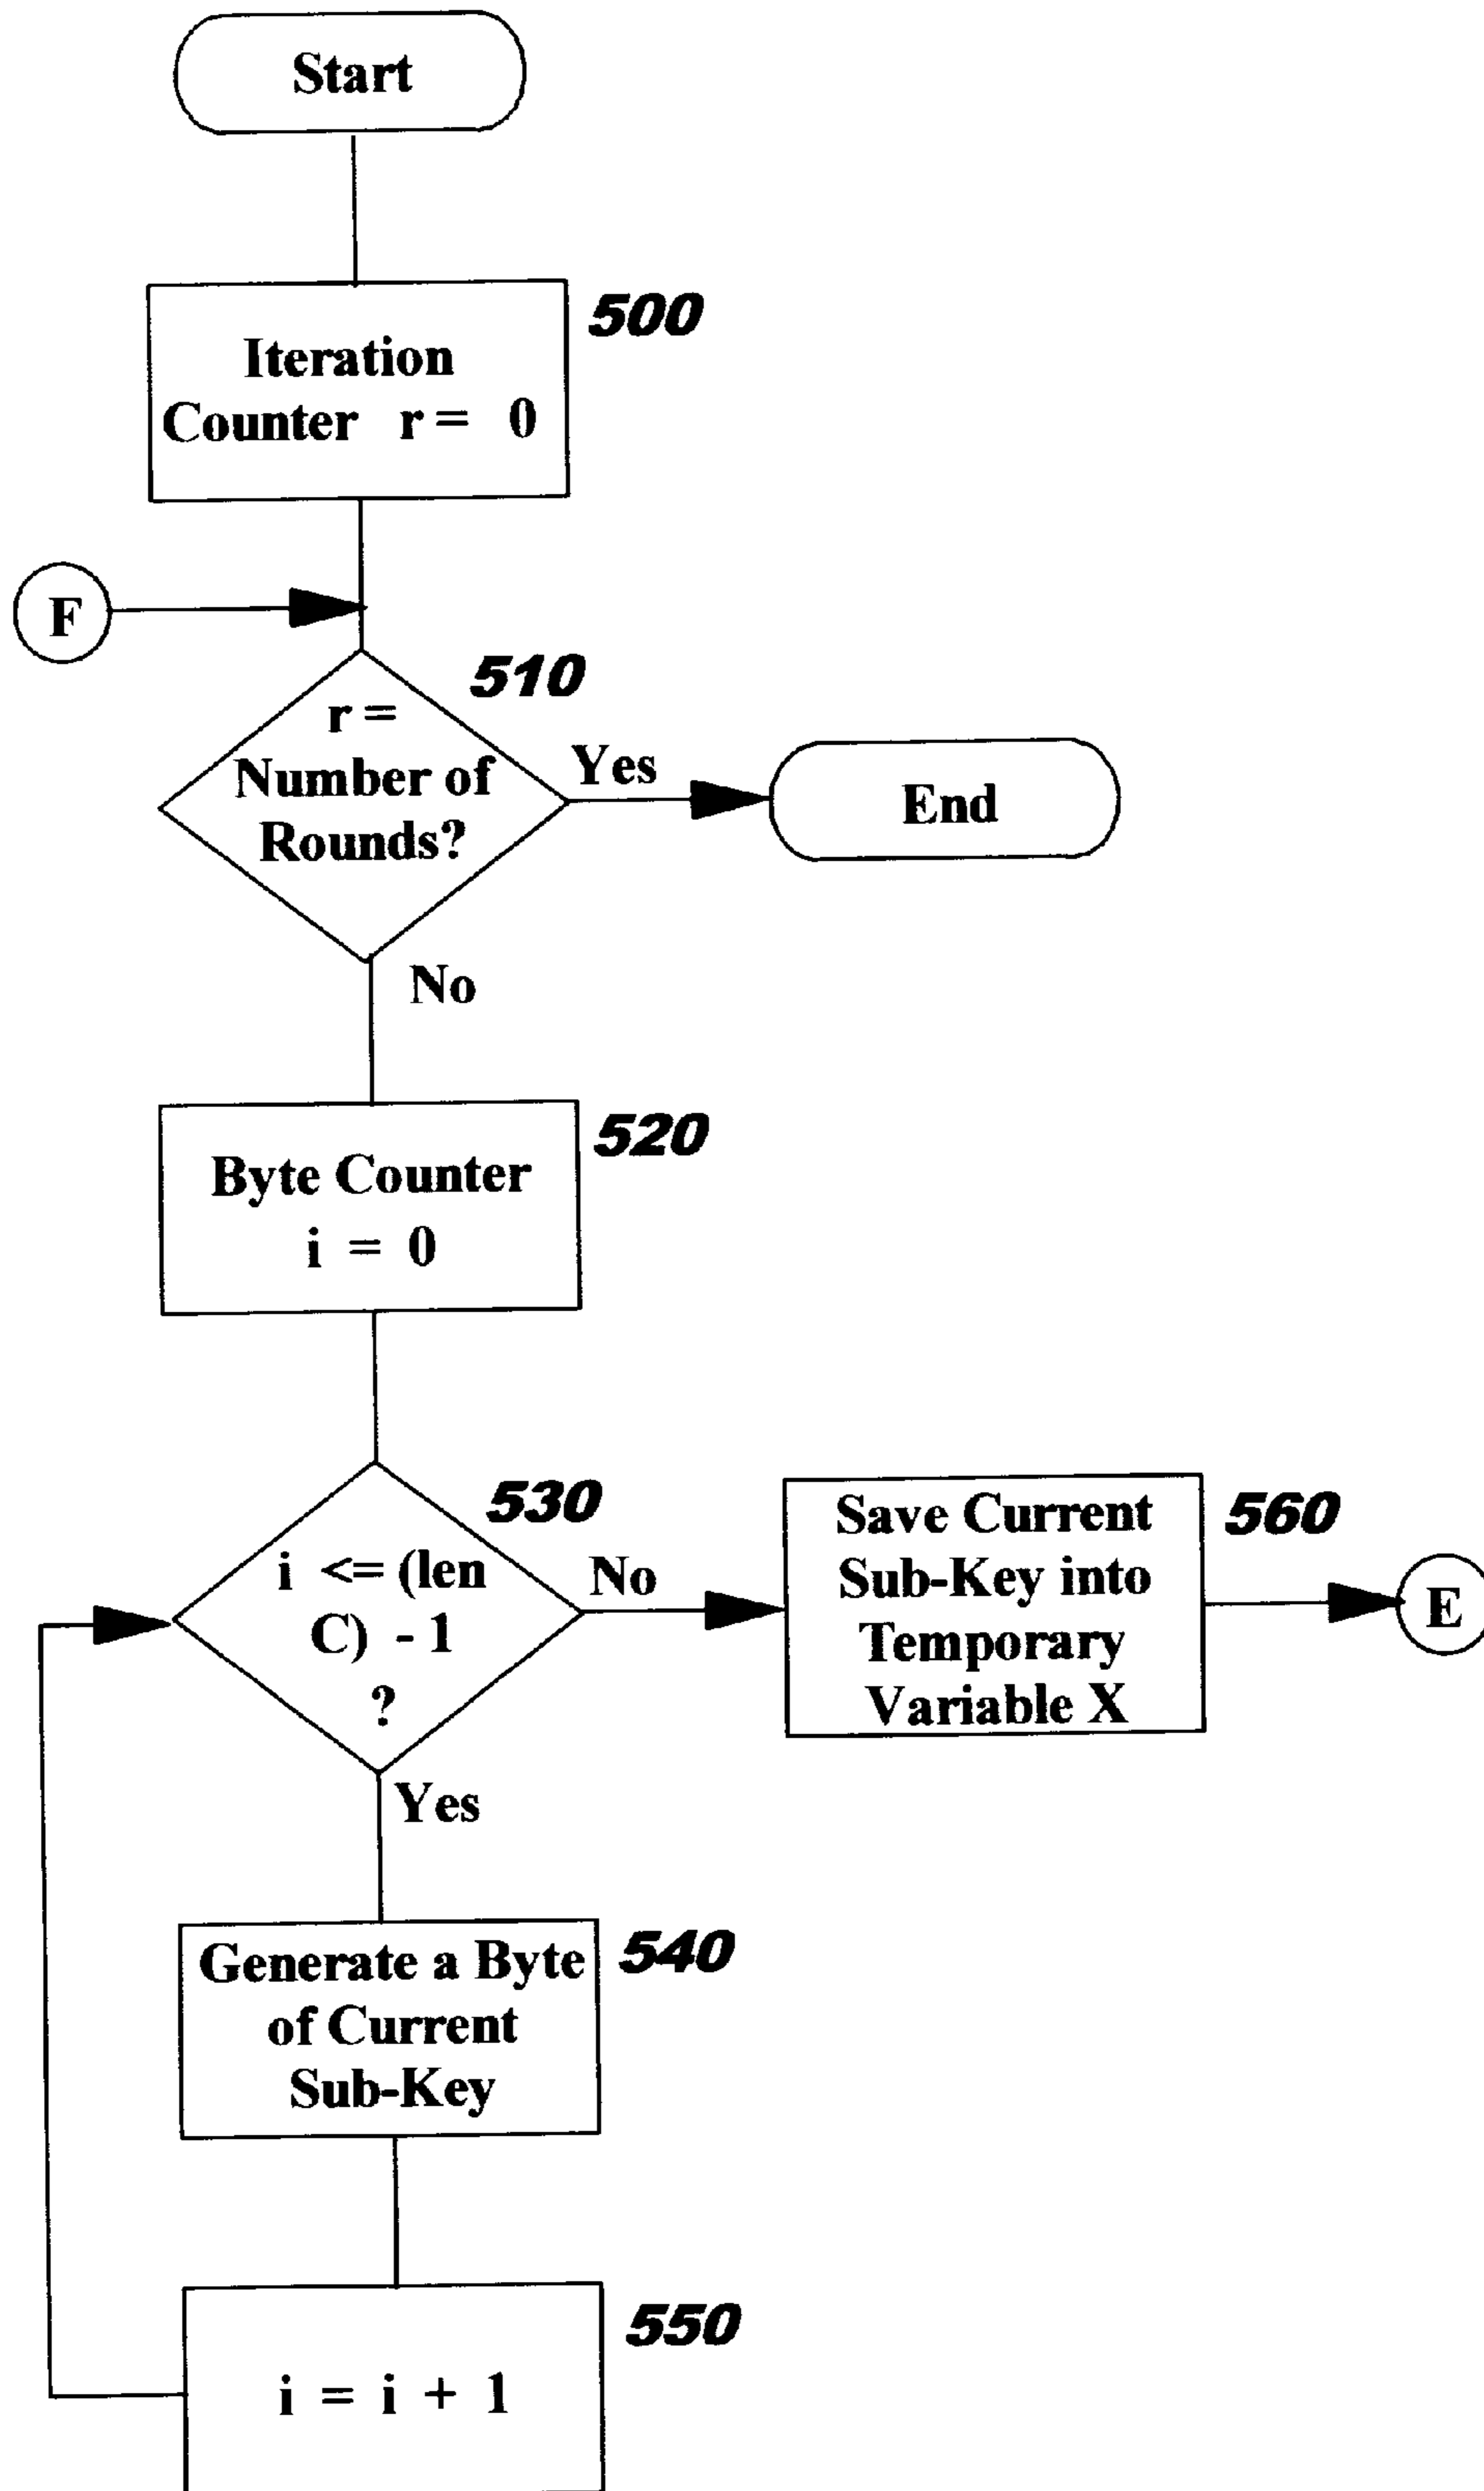 Start
500
Iteration
Counter r = 0
F
510
r =
Number of
Rounds?
Yes
End
No
520
Byte Counter
i = 0
530
i <= (len
C) - 1
?
No
Save Current
Sub-Key into
Temporary
Variable X
560
E
Yes
540
Generate a Byte
of Current
Sub-Key
550
i = i + 1